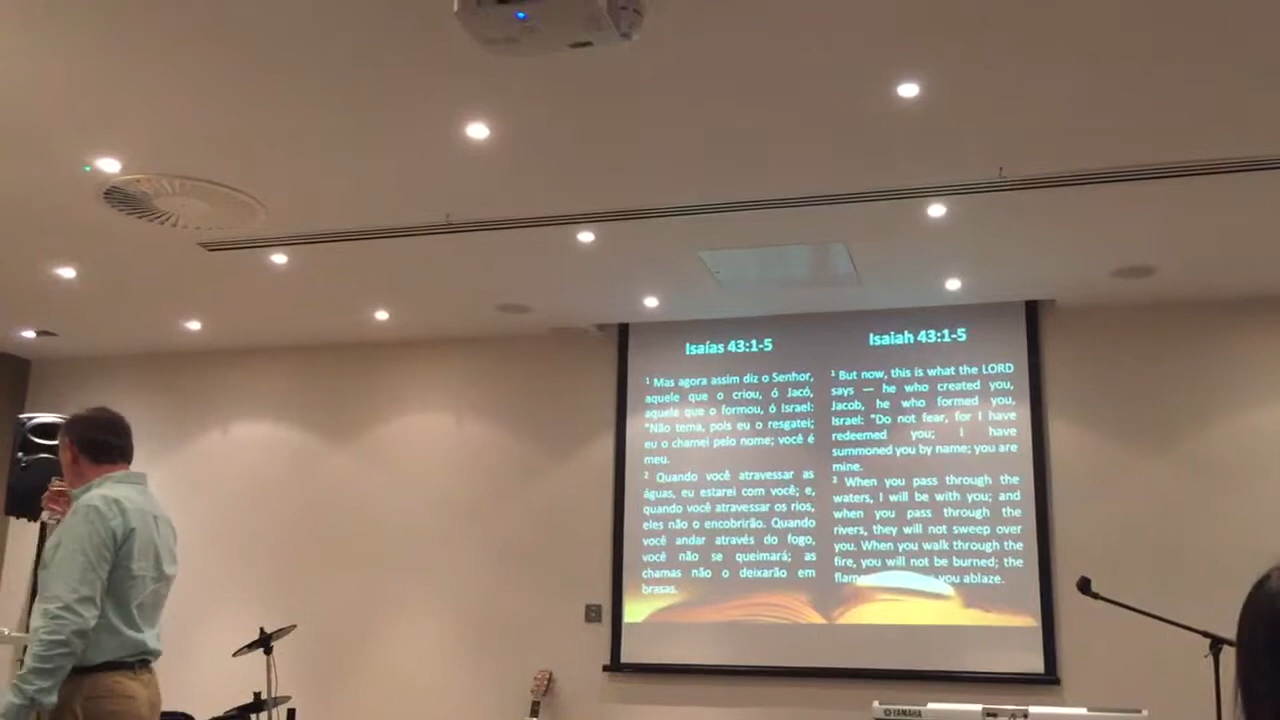 Isaías 43:1-5
¹ Mas agora assim diz o Senhor,
aquele que o criou, ó Jacó,
aquele que o formou, ó Israel:
"Não tema, pois eu o resgatei;
eu o chamei pelo nome; você é
meu.
² Quando você atravessar as
águas, eu estarei com você; e,
quando você atravessar os rios,
eles não o encobrirão. Quando
você andar através do fogo,
você não se queimará; as
chamas não o deixarão em
brasas.
Isaiah 43:1-5
¹ But now, this is what the LORD
says — he who created you,
Jacob, he who formed you,
Israel: "Do not fear, for I have
redeemed you; I have
summoned you by name; you are
mine.
² When you pass through the
waters, I will be with you; and
when you pass through the
rivers, they will not sweep over
you. When you walk through the
fire, you will not be burned; the
you ablaze.
YAMAHA